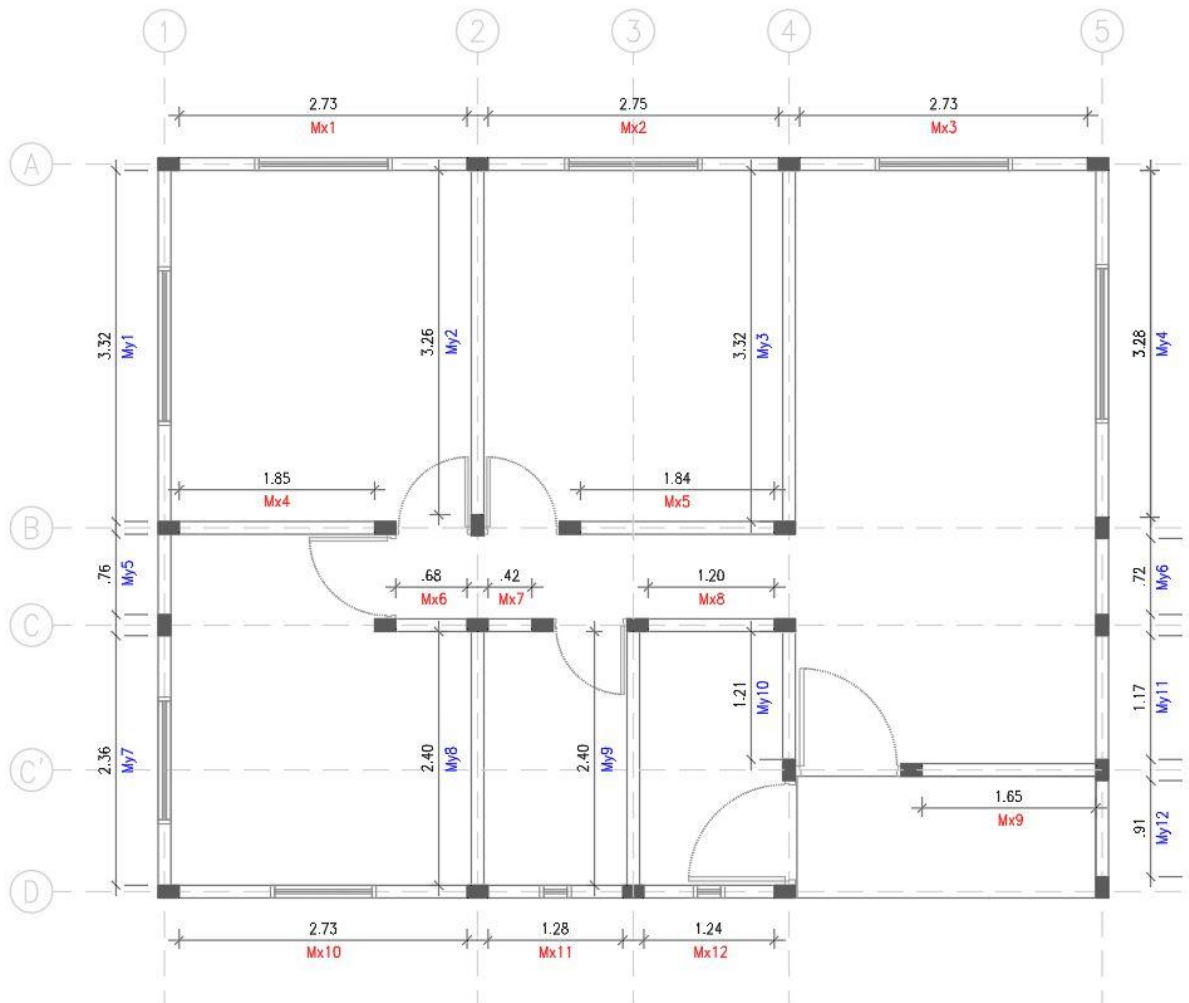 1 2 3 4 5
2.73 2.75 2.73
Mx1 Mx2 Mx3
A
3.32 My1
3.26 My2
3.32 My3
3.28 My4
1.85 1.84
Mx4 Mx5
B
.76 My5
.68 .42 1.20
Mx6 Mx7 Mx8
.72 My6
C
2.36 My7
2.40 My8
2.40 My9
1.21 My10
1.17 My11
C'
1.65
Mx9
.91 My12
D
2.73 1.28 1.24
Mx10 Mx11 Mx12